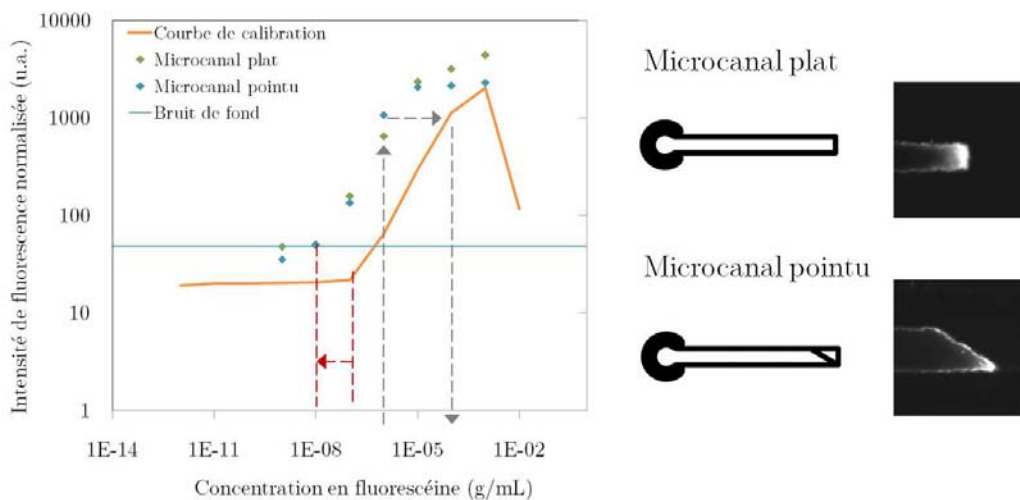 10000
1000
100
10
1
Intensité de fluorescence normalisée (u.a.)
Courbe de calibration
Microcanal plat
Microcanal pointu
Bruit de fond
1E-14
1E-11
1E-08
1E-05
1E-02
Concentration en fluorescéine (g/mL)
Microcanal plat
Microcanal pointu